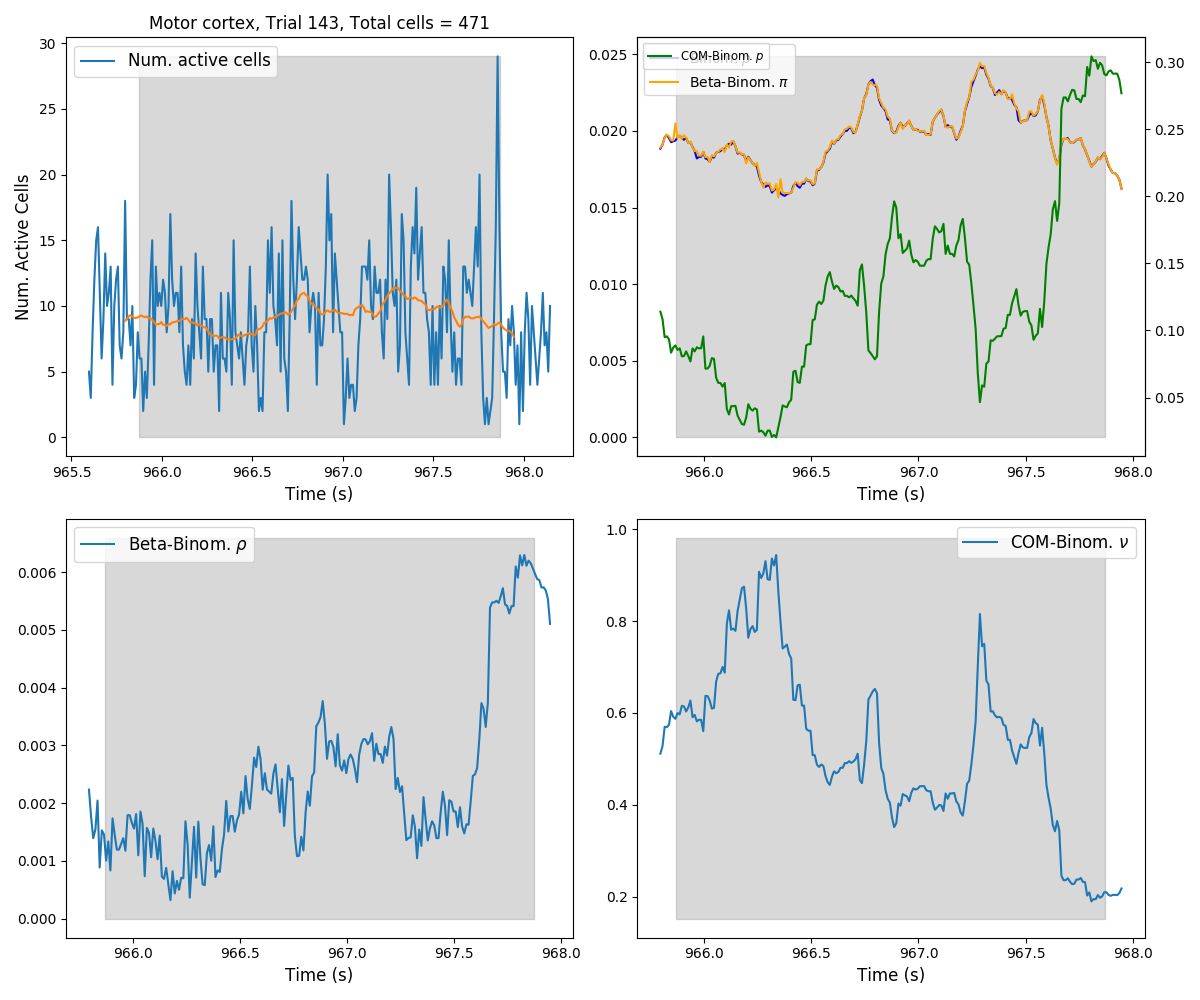 Motor cortex, Trial 143, Total cells = 471
Num. active cells
Num. Active Cells
30
25
20
15
10
5
0
965.5 966.0 966.5 967.0 967.5 968.0
Time (s)
COM-Binom. p
Beta-Binom. π
0.025
0.020
0.015
0.010
0.005
0.000
0.30
0.25
0.20
0.15
0.10
0.05
966.0 966.5 967.0 967.5 968.0
Time (s)
Beta-Binom. ρ
0.006
0.005
0.004
0.003
0.002
0.001
0.000
966.0 966.5 967.0 967.5 968.0
Time (s)
COM-Binom. ν
1.0
0.8
0.6
0.4
0.2
966.0 966.5 967.0 967.5 968.0
Time (s)